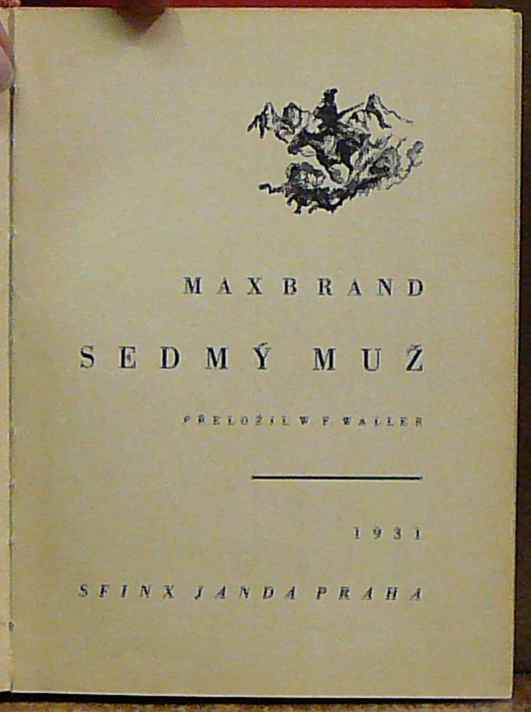 MAX BRAND
SEDMÝ MUŽ
PŘELOŽIL W F WALLER
1931
SFINX JANDA PRAHA